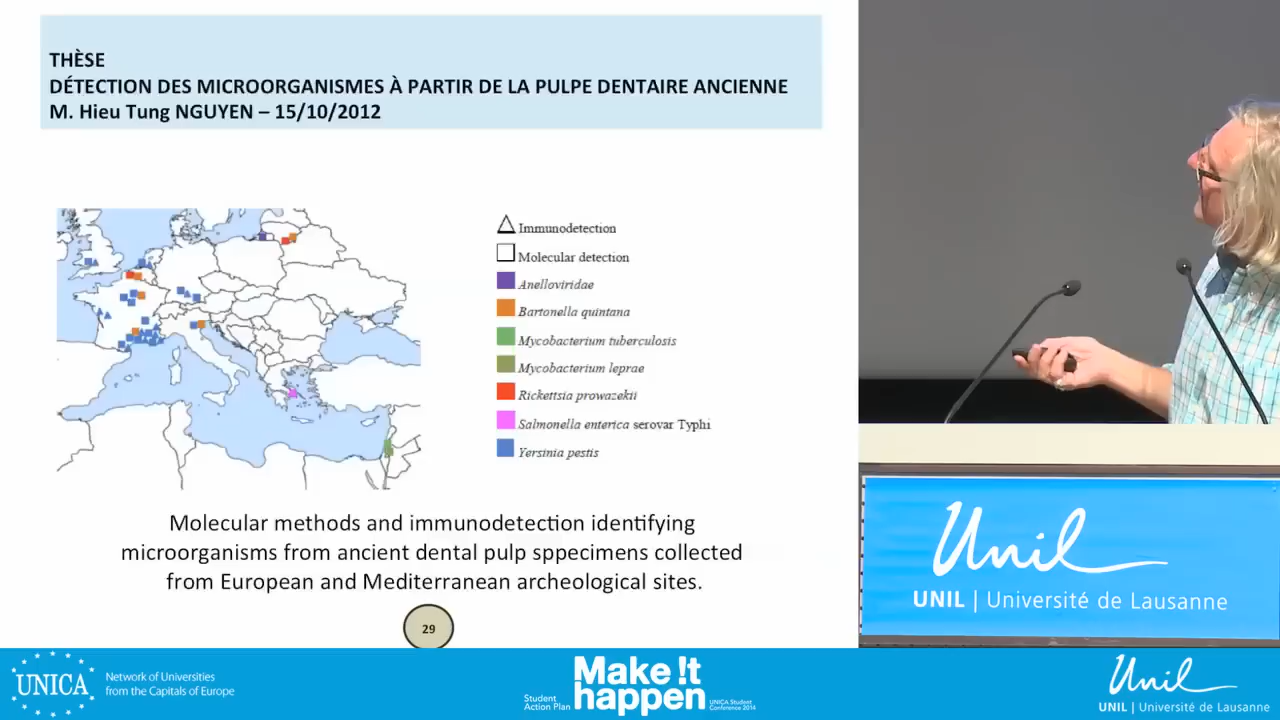 THÈSE
DÉTECTION DES MICROORGANISMES À PARTIR DE LA PULPE DENTAIRE ANCIENNE
M. Hieu Tung NGUYEN – 15/10/2012
Immunodetection
Molecular detection
Anelloviridae
Bartonella quintana
Mycobacterium tuberculosis
Mycobacterium leprae
Rickettsia prowazekii
Salmonella enterica serovar Typhi
Yersinia pestis
Molecular methods and immunodetection identifying
microorganisms from ancient dental pulp sppecimens collected
from European and Mediterranean archeological sites.
29
Unil
UNIL | Université de Lausanne
UNICA
Network of Universities
from the Capitals of Europe
Student
Action Plan
Make !t
happen
UNICA Student
Conference 2014
Unil
UNIL | Université de Lausanne